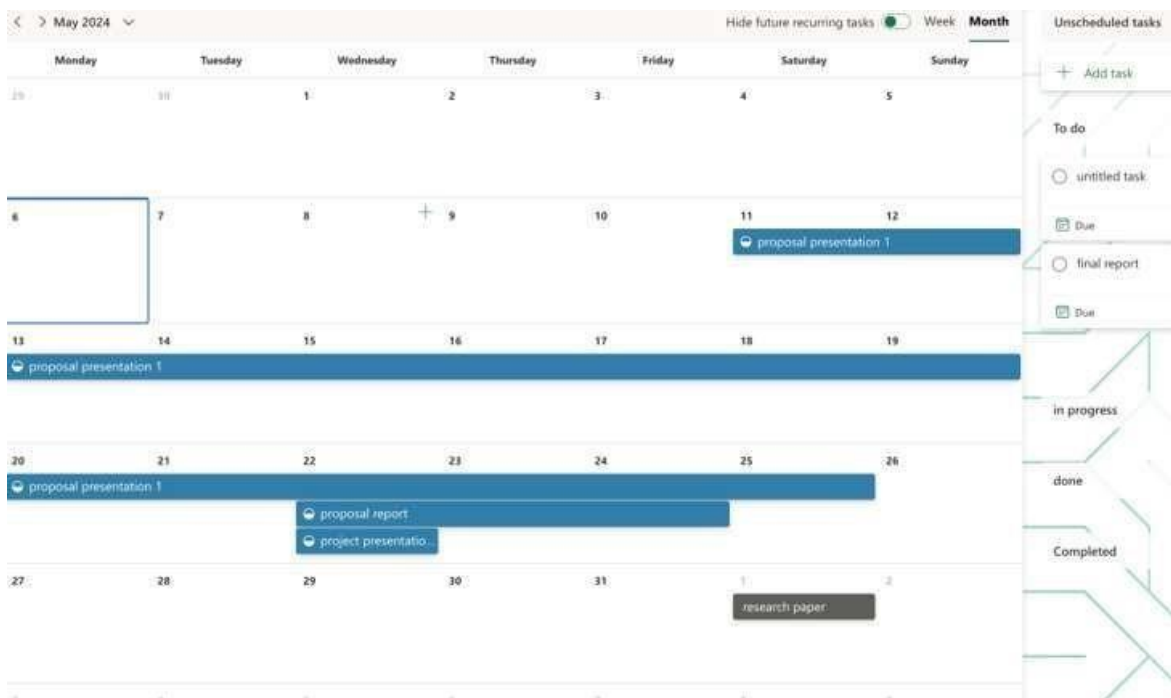 May 2024
Hide future recurring tasks Week Month
Unscheduled tasks
Monday Tuesday Wednesday Thursday Friday Saturday Sunday
Add task
29 30 1 2 3 4 5
To do
untitled task
6 7 8 9 10 11 12
Due
proposal presentation 1
final report
Due
13 14 15 16 17 18 19
proposal presentation 1
in progress
20 21 22 23 24 25 26
proposal presentation 1
done
proposal report
project presentatio...
Completed
27 28 29 30 31 1 2
research paper